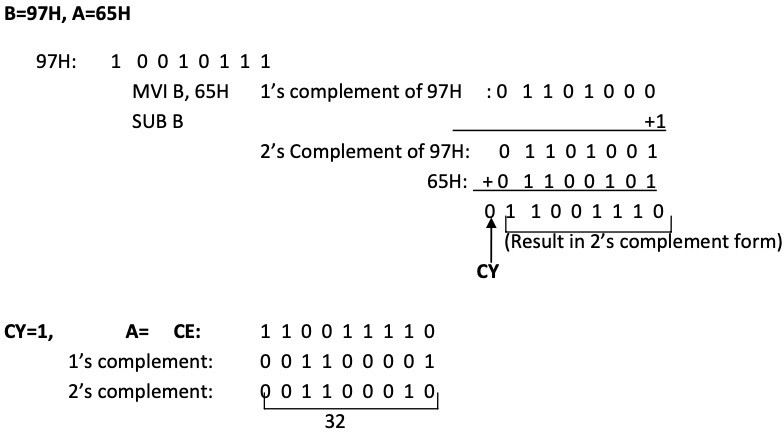 B=97H, A=65H
97H: 1 0 0 1 0 1 1 1
MVI B, 65H 1’s complement of 97H :0 1 1 0 1 0 0 0
SUB B +1
2’s Complement of 97H: 0 1 1 0 1 0 0 1
65H: +0 1 1 0 0 1 0 1
0 1 1 0 0 1 1 1 0
(Result in 2’s complement form)
CY
CY=1, A= CE: 1 1 0 0 1 1 1 1 0
1’s complement: 0 0 1 1 0 0 0 0 1
2’s complement: 0 0 1 1 0 0 0 1 0
32